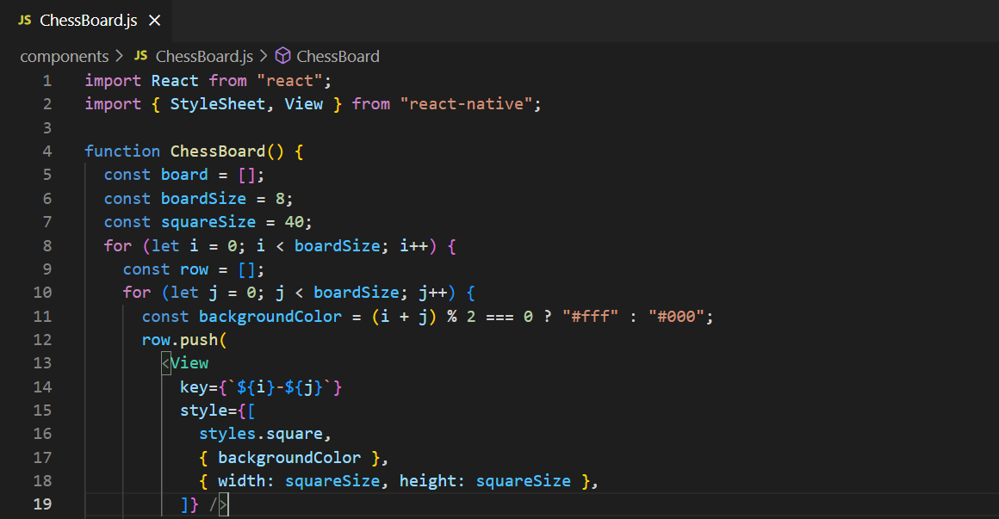 JS ChessBoard.js ×
components > JS ChessBoard.js > ChessBoard
1 import React from "react";
2 import { StyleSheet, View } from "react-native";
3
4 function ChessBoard() {
5   const board = [];
6   const boardSize = 8;
7   const squareSize = 40;
8   for (let i = 0; i < boardSize; i++) {
9     const row = [];
10     for (let j = 0; j < boardSize; j++) {
11       const backgroundColor = (i + j) % 2 === 0 ? "#fff" : "#000";
12       row.push(
13         <View
14           key={`${i}-${j}`}
15           style={[
16             styles.square,
17             { backgroundColor },
18             { width: squareSize, height: squareSize },
19           ]} />